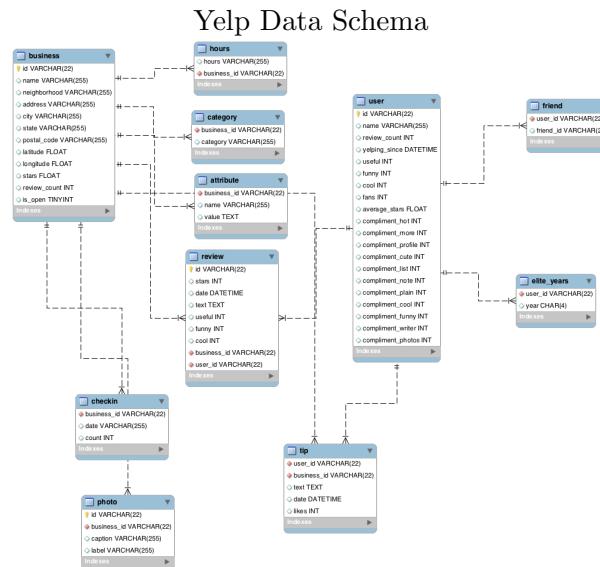 Yelp Data Schema
business
id VARCHAR(22)
name VARCHAR(255)
neighborhood VARCHAR(255)
address VARCHAR(255)
city VARCHAR(255)
state VARCHAR(255)
postal_code VARCHAR(255)
latitude FLOAT
longitude FLOAT
stars FLOAT
review_count INT
is_open TINYINT
Indexes
hours
hours VARCHAR(255)
business_id VARCHAR(22)
Indexes
category
business_id VARCHAR(22)
category VARCHAR(255)
Indexes
attribute
business_id VARCHAR(22)
name VARCHAR(255)
value TEXT
Indexes
review
id VARCHAR(22)
stars INT
date DATETIME
text TEXT
useful INT
funny INT
cool INT
business_id VARCHAR(22)
user_id VARCHAR(22)
Indexes
user
id VARCHAR(22)
name VARCHAR(255)
review_count INT
yelping_since DATETIME
useful INT
funny INT
cool INT
fans INT
average_stars FLOAT
compliment_hot INT
compliment_more INT
compliment_profile INT
compliment_cute INT
compliment_list INT
compliment_note INT
compliment_plain INT
compliment_cool INT
compliment_funny INT
compliment_writer INT
compliment_photos INT
Indexes
friend
user_id VARCHAR(22)
friend_id VARCHAR(2
Indexes
elite_years
user_id VARCHAR(22)
year CHAR(4)
Indexes
checkin
business_id VARCHAR(22)
date VARCHAR(255)
count INT
Indexes
tip
user_id VARCHAR(22)
business_id VARCHAR(22)
text TEXT
date DATETIME
likes INT
Indexes
photo
id VARCHAR(22)
business_id VARCHAR(22)
caption VARCHAR(255)
label VARCHAR(255)
Indexes